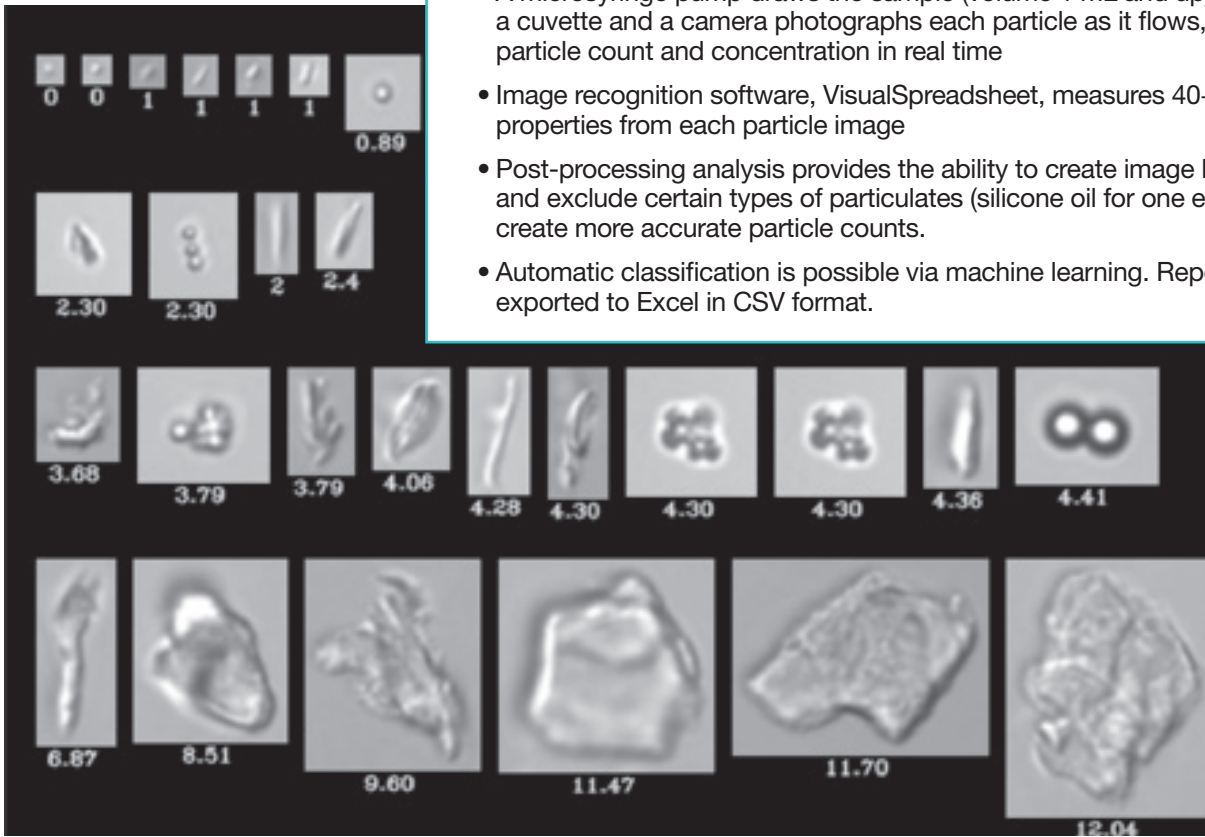 a cuvette and a camera photographs each particle as it flows,
particle count and concentration in real time
• Image recognition software, VisualSpreadsheet, measures 40-
properties from each particle image
• Post-processing analysis provides the ability to create image
and exclude certain types of particulates (silicone oil for one
create more accurate particle counts.
• Automatic classification is possible via machine learning.
exported to Excel in CSV format.
0 0 1 1 1 1 0.89
2.30 2.30 2 2.4
3.68 3.79 3.79 4.06 4.28 4.30 4.30 4.30 4.36 4.41
6.87 8.51 9.60 11.47 11.70 12.04